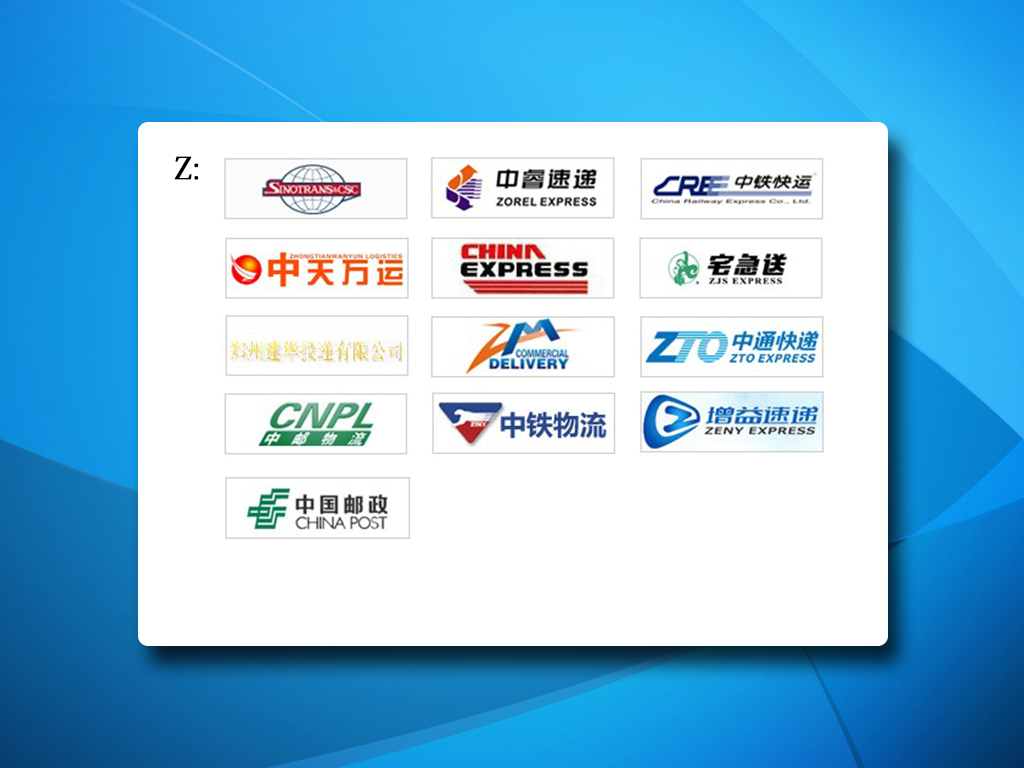 Z:
SINOTRANS&CSC
中睿速递
ZOREL EXPRESS
CRE 中铁快运
China Railway Express Co., Ltd.
ZHONGTIANWANYUN LOGISTICS
中天万运
CHINA
EXPRESS
宅急送
ZJS EXPRESS
郑州建华投递有限公司
ZM
COMMERCIAL
DELIVERY
ZTO 中通快递
ZTO EXPRESS
CNPL
中邮物流
中铁物流
增益速递
ZENY EXPRESS
中国邮政
CHINA POST